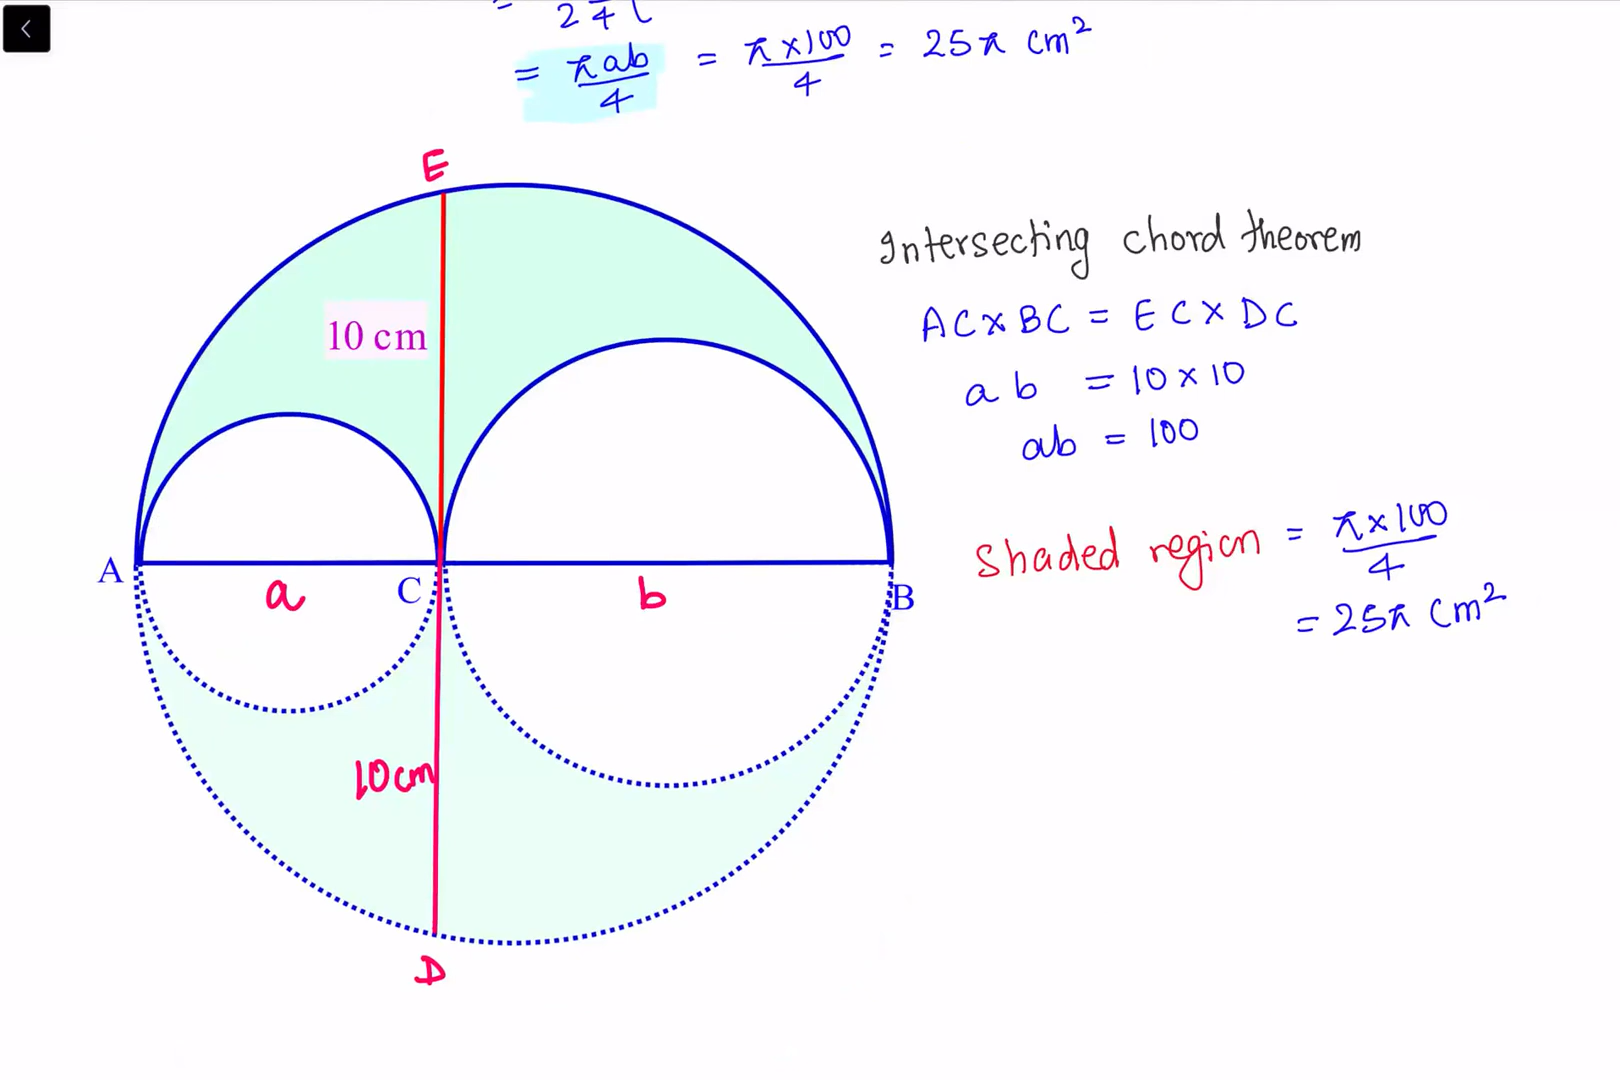 = πab/4 = π×100/4 = 25π cm²
E
Intersecting chord theorem
10 cm
AC×BC = EC×DC
ab = 10×10
ab = 100
Shaded region = π×100/4
= 25π cm²
A
a
C
b
B
10cm
D